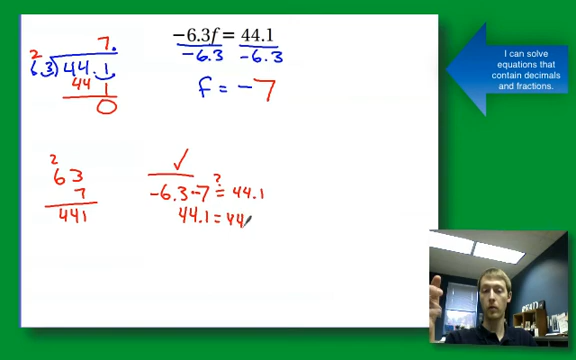 -6.3f = 44.1
-6.3 -6.3
f = -7
7.
2
6.3)44.1
44 1
0
2
63
7
441
✓
?
-6.3·-7 = 44.1
44.1 = 44
I can solve
equations that
contain decimals
and fractions.